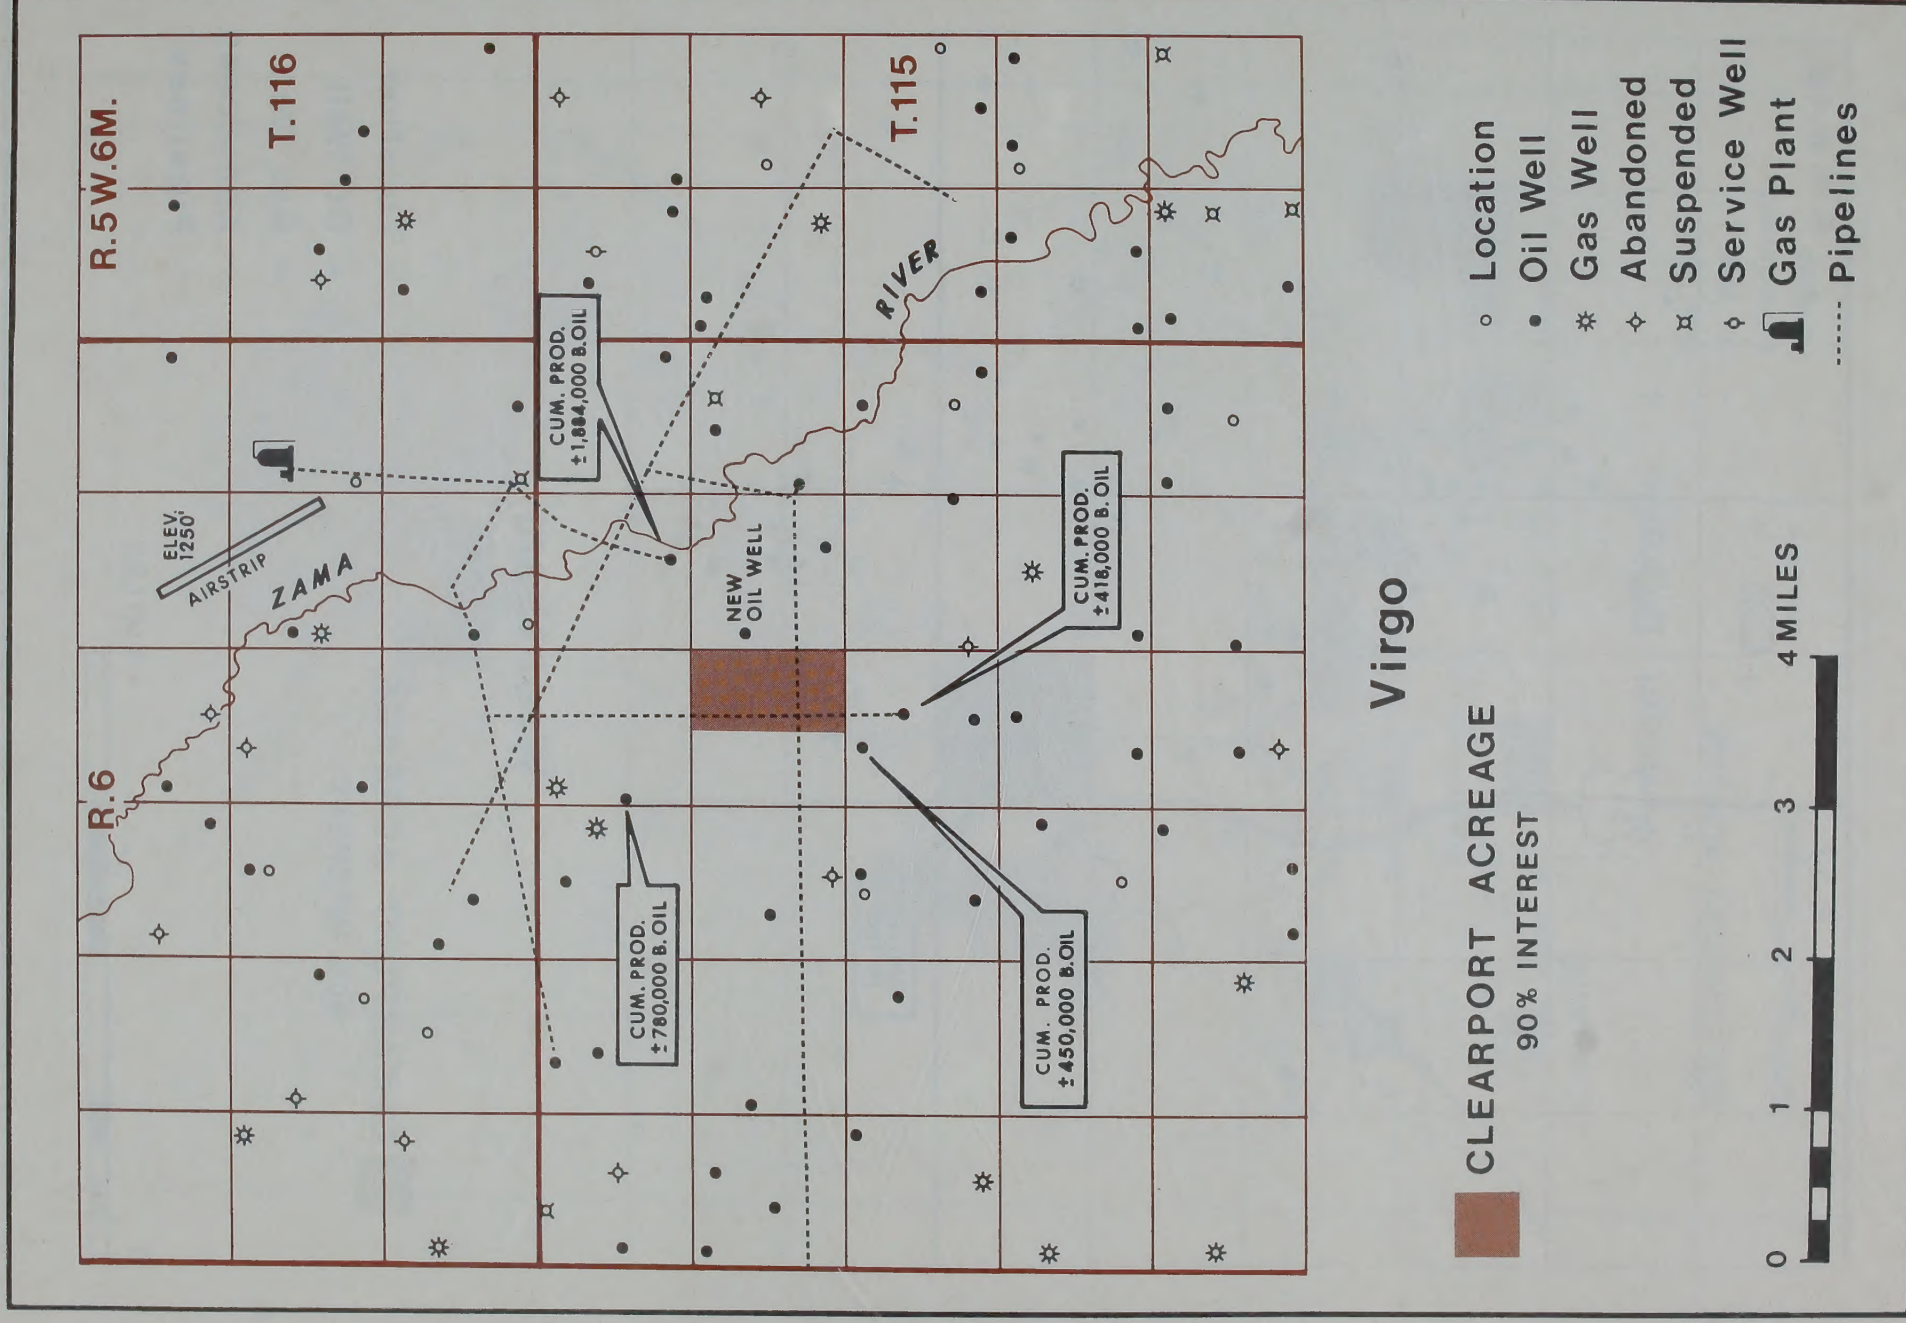 R.6
R.5 W.6M.
T.116
ELEV.
1250'
AIRSTRIP
ZAMA
RIVER
T.115
CUM. PROD.
±1,884,000 B.OIL
CUM. PROD.
±780,000 B. OIL
NEW
OIL WELL
CUM. PROD.
±418,000 B. OIL
CUM. PROD.
±450,000 B.OIL
Virgo
CLEARPORT ACREAGE
90% INTEREST
Location
Oil Well
Gas Well
Abandoned
Suspended
Service Well
Gas Plant
Pipelines
0 1 2 3 4 MILES